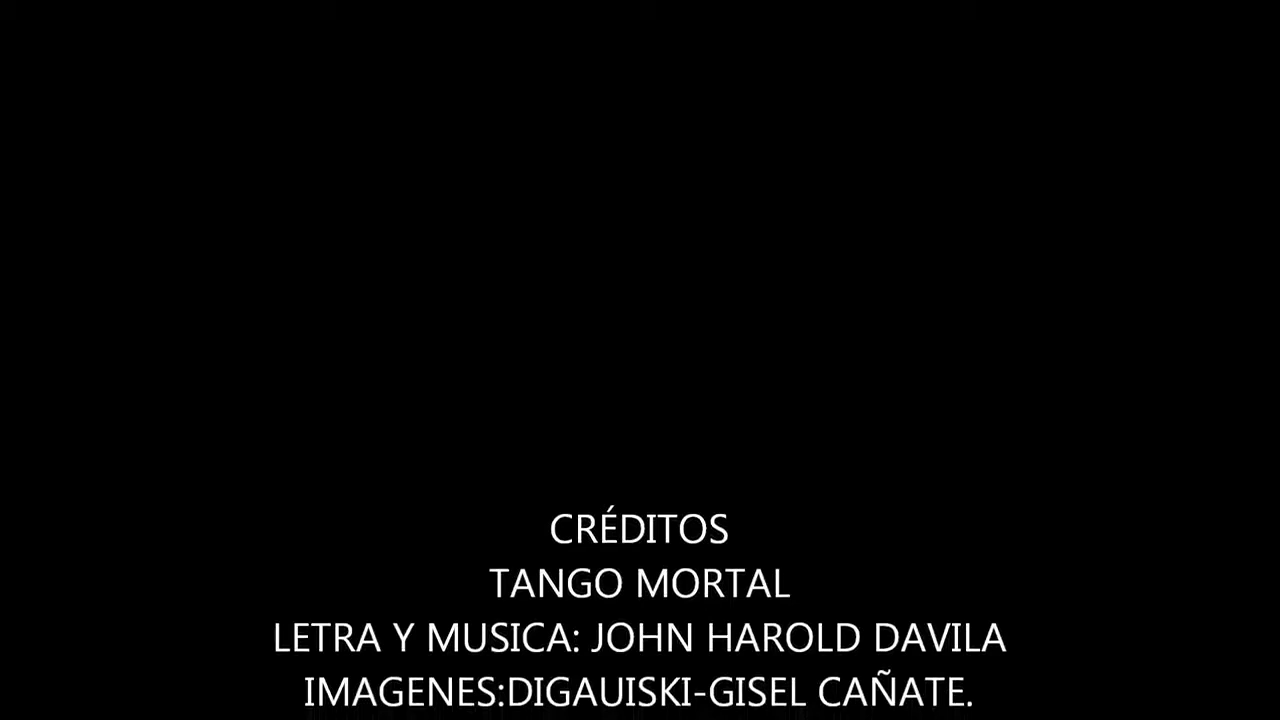 CRÉDITOS
TANGO MORTAL
LETRA Y MUSICA: JOHN HAROLD DAVILA
IMAGENES:DIGAUISKI-GISEL CAÑATE.